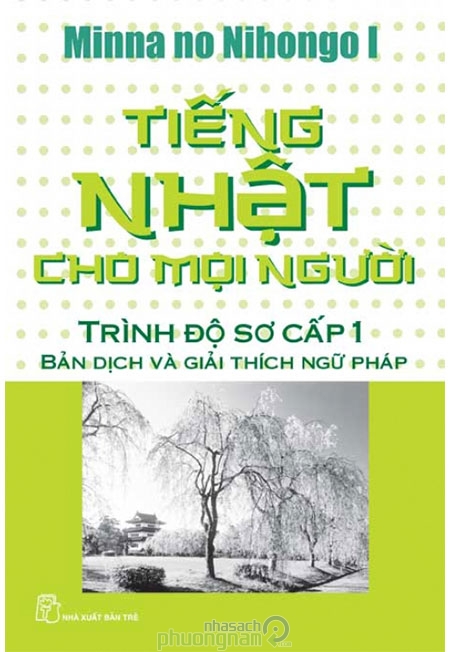 Minna no Nihongo I
TIẾNG
NHẬT
CHO MỌI NGƯỜI
TRÌNH ĐỘ SƠ CẤP 1
BẢN DỊCH VÀ GIẢI THÍCH NGỮ PHÁP
NHÀ XUẤT BẢN TRẺ
nhasach
phuongnam